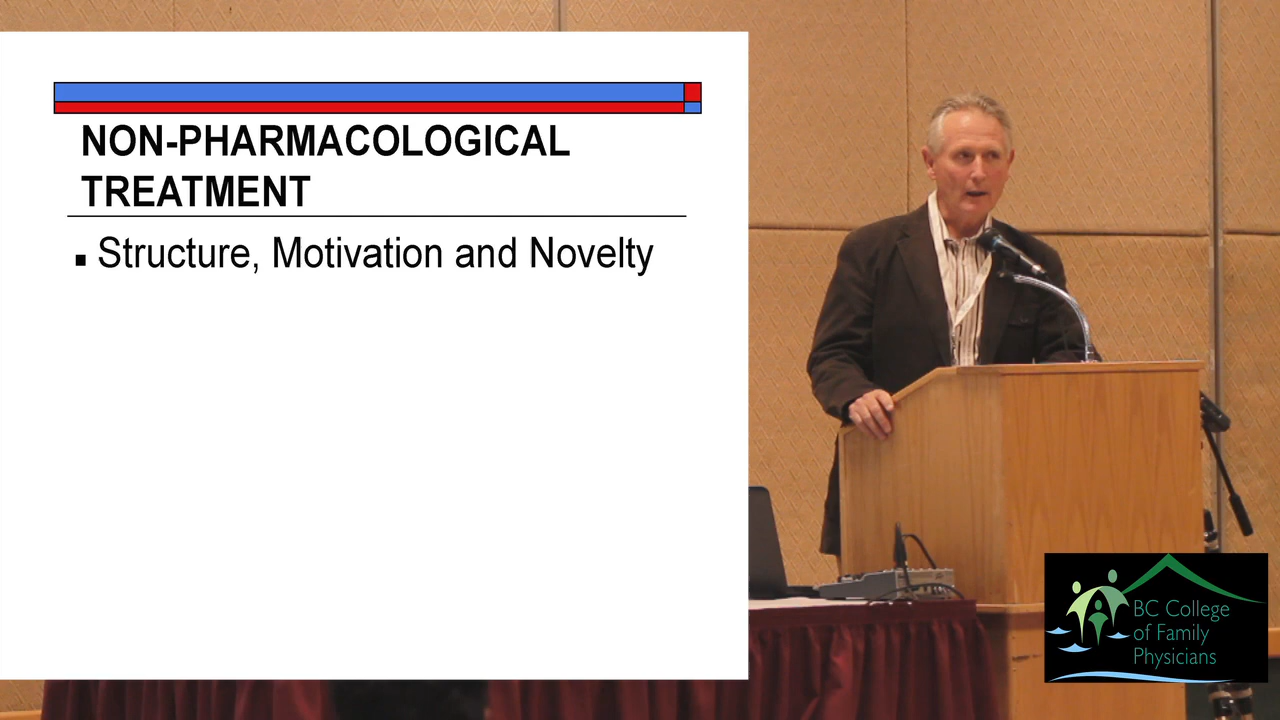 NON-PHARMACOLOGICAL
TREATMENT
Structure, Motivation and Novelty
BC College
of Family
Physicians